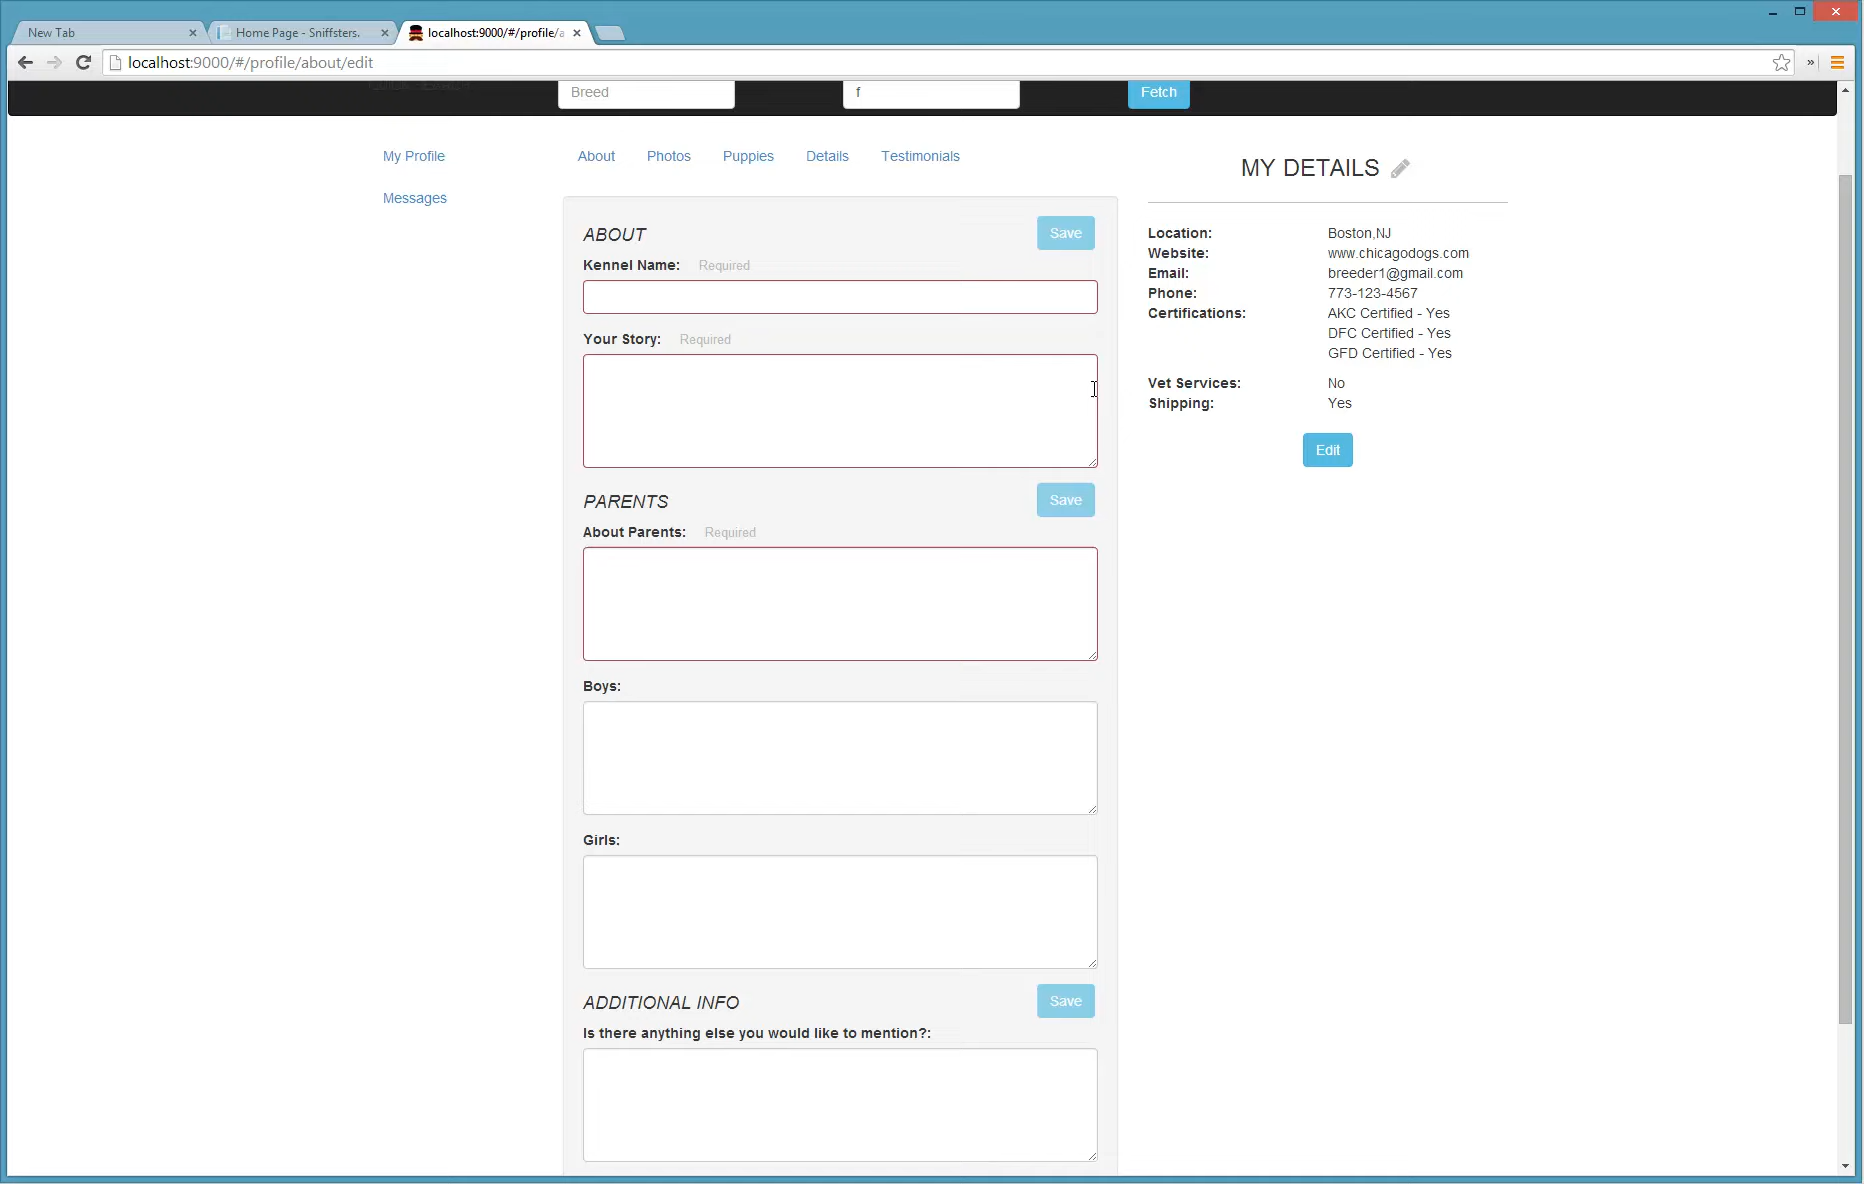 New Tab
Home Page - Sniffsters.
localhost:9000/#/profile/a
localhost:9000/#/profile/about/edit
»
Breed
f
Fetch
My Profile
Messages
About Photos Puppies Details Testimonials
ABOUT
Save
Kennel Name: Required
Your Story: Required
PARENTS
Save
About Parents: Required
Boys:
Girls:
ADDITIONAL INFO
Save
Is there anything else you would like to mention?:
MY DETAILS
Location: Boston,NJ
Website: www.chicagodogs.com
Email: breeder1@gmail.com
Phone: 773-123-4567
Certifications: AKC Certified - Yes
DFC Certified - Yes
GFD Certified - Yes
Vet Services: No
Shipping: Yes
Edit